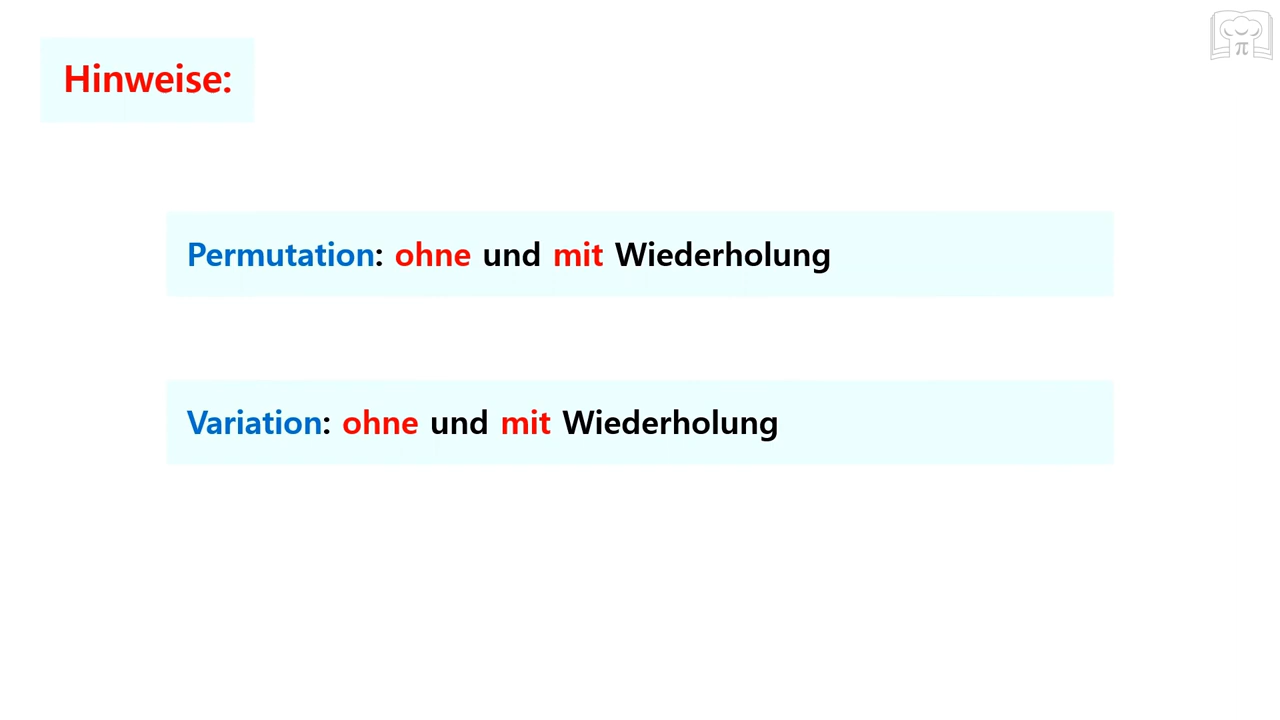 Hinweise:
Permutation: ohne und mit Wiederholung
Variation: ohne und mit Wiederholung
π